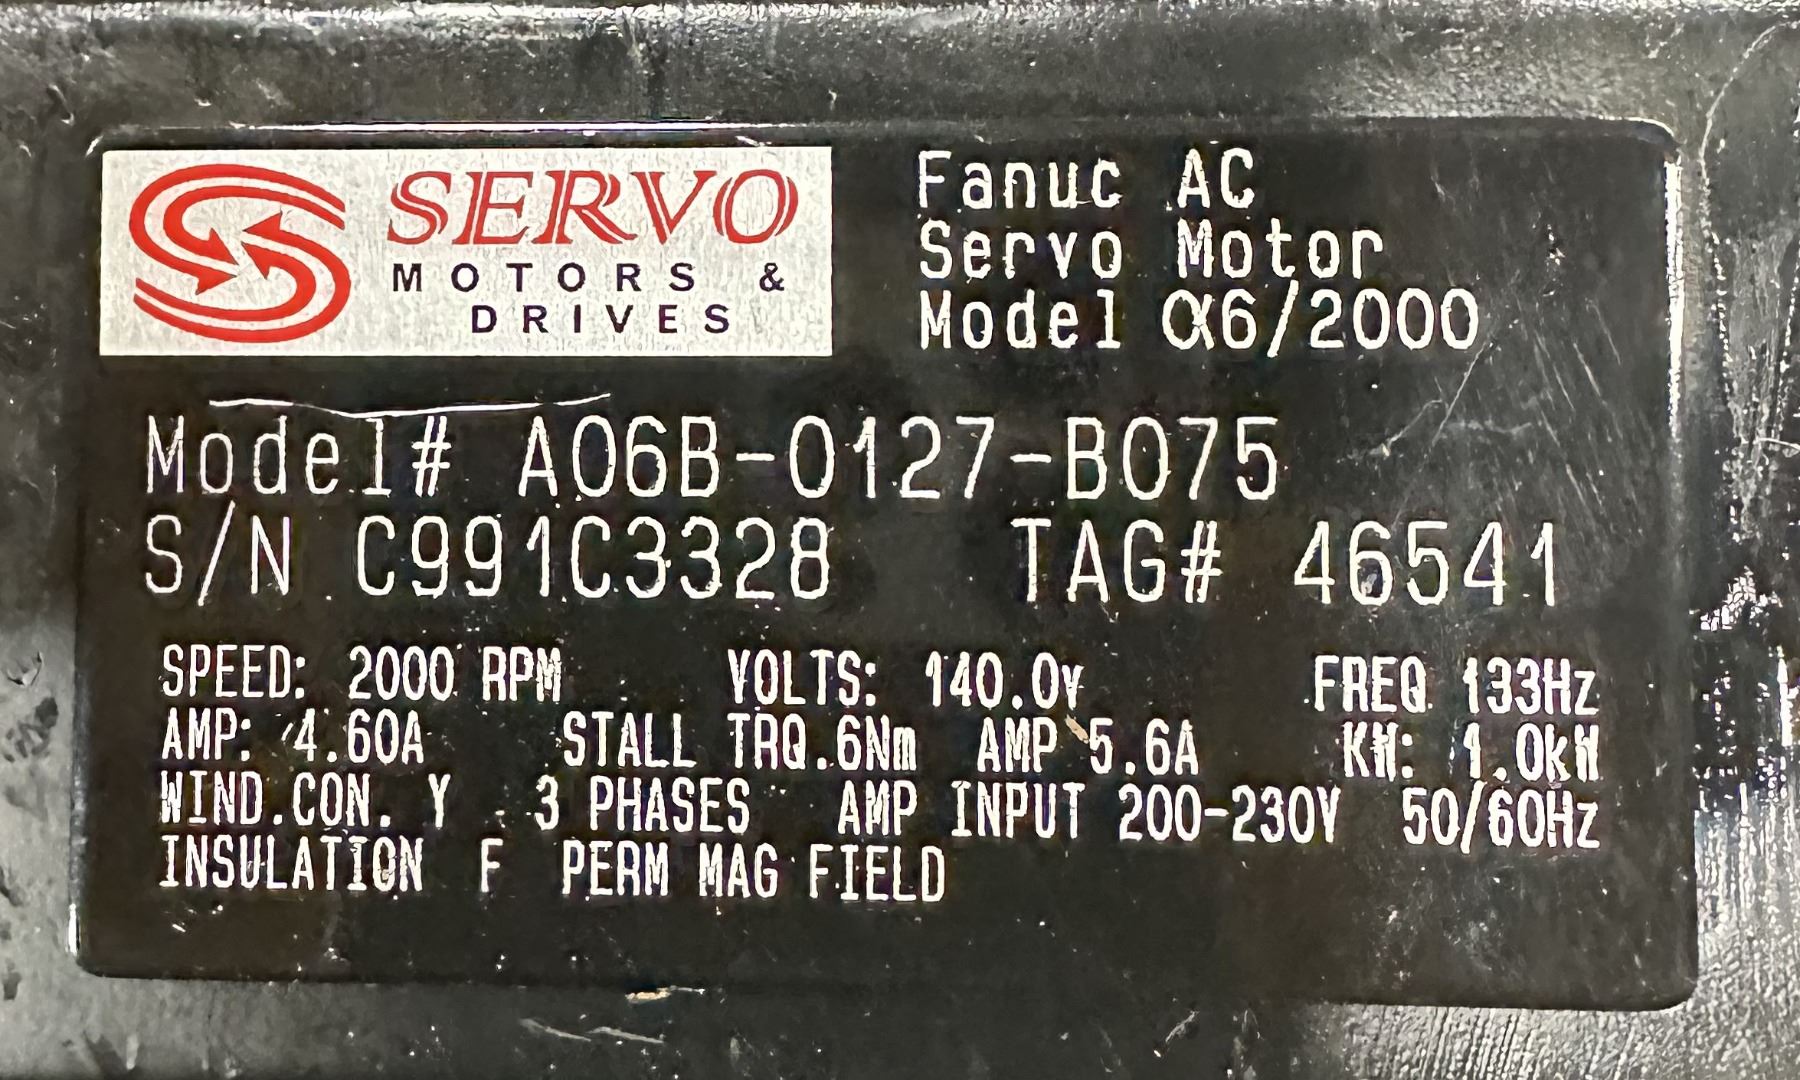 SERVO
MOTORS &
DRIVES
Fanuc AC
Servo Motor
Model α6/2000
Model# A06B-0127-B075
S/N C991C3328 TAG# 46541
SPEED: 2000 RPM VOLTS: 140.0v FREQ 133Hz
AMP: 4.60A STALL TRQ.6Nm AMP 5.6A KW: 1.0kW
WIND.CON. Y 3 PHASES AMP INPUT 200-230V 50/60Hz
INSULATION F PERM MAG FIELD